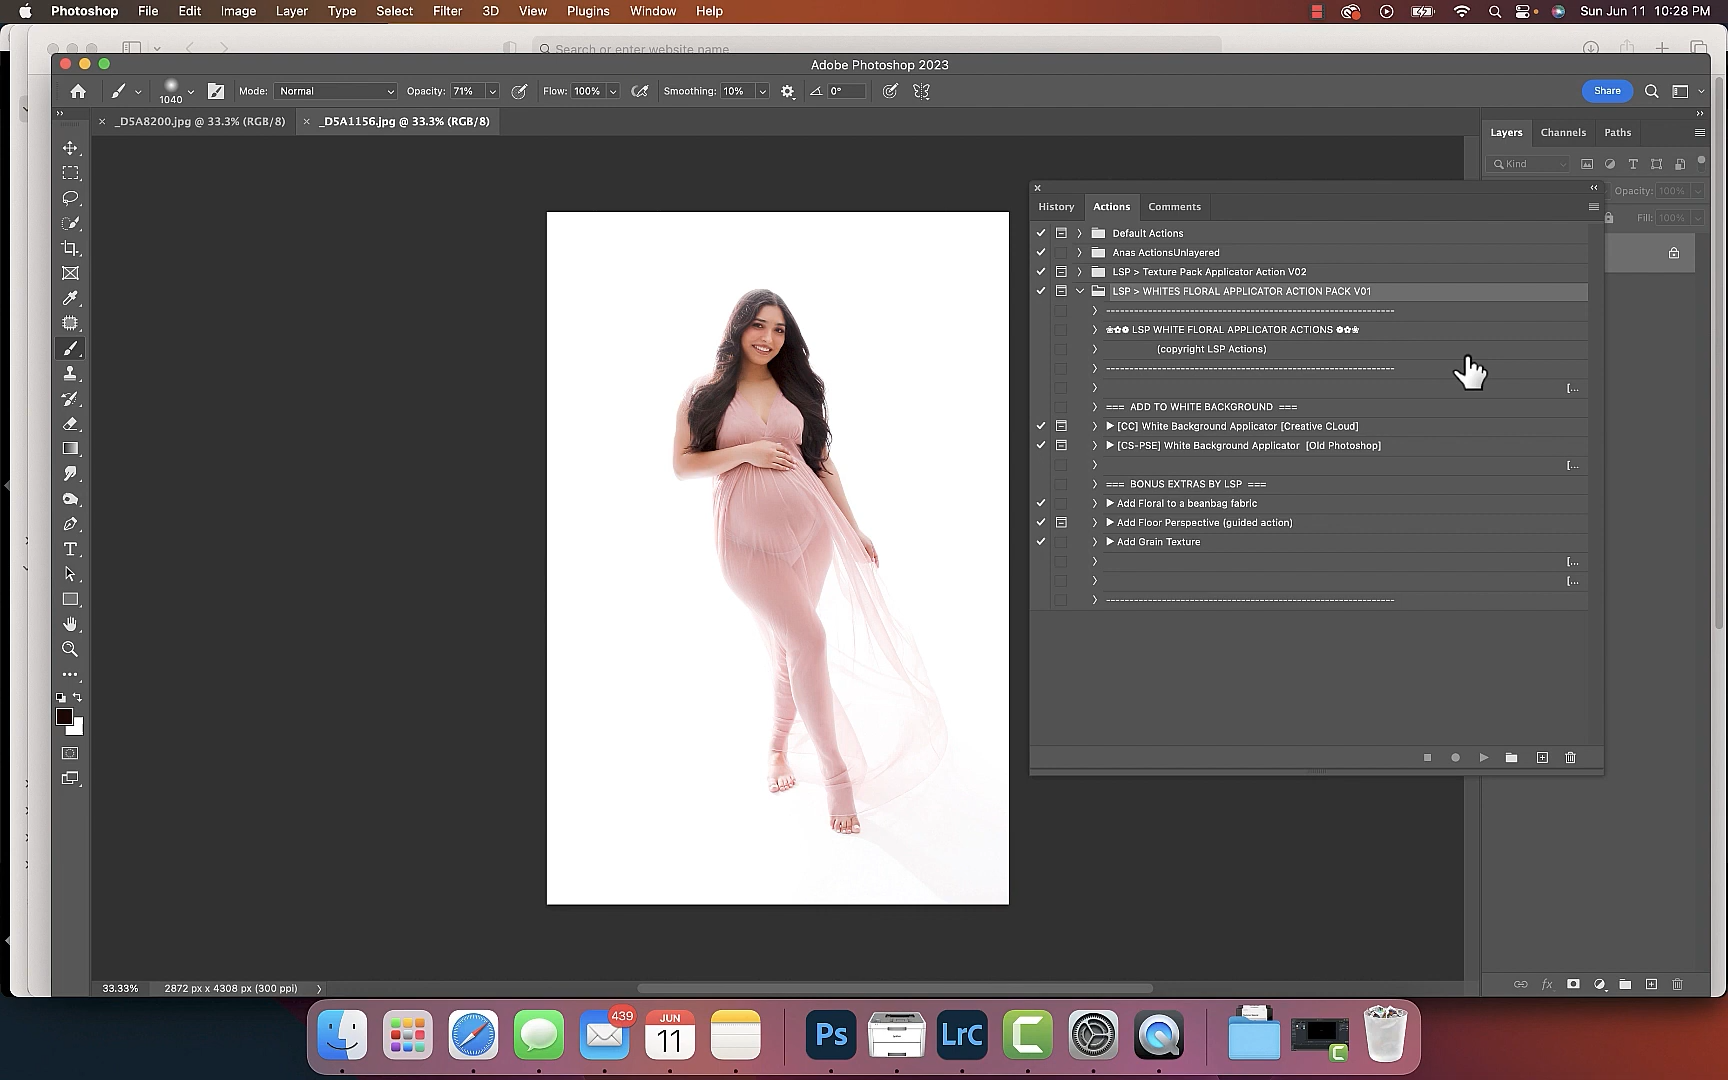 Photoshop File Edit Image Layer Type Select Filter 3D View Plugins Window Help Sun Jun 11 10:28 PM
Search or enter website name
Adobe Photoshop 2023
1040 Mode: Normal Opacity: 71% Flow: 100% Smoothing: 10% 0° Share
_D5A8200.jpg @ 33.3% (RGB/8) _D5A1156.jpg @ 33.3% (RGB/8)
Layers Channels Paths
Kind
Opacity: 100%
Fill: 100%
History Actions Comments
Default Actions
Anas ActionsUnlayered
LSP > Texture Pack Applicator Action V02
LSP > WHITES FLORAL APPLICATOR ACTION PACK V01
----------------------------------------------------------------
❀✿❁ LSP WHITE FLORAL APPLICATOR ACTIONS ❁✿❀
(copyright LSP Actions)
----------------------------------------------------------------
[...
=== ADD TO WHITE BACKGROUND ===
▶ [CC] White Background Applicator [Creative CLoud]
▶ [CS-PSE] White Background Applicator [Old Photoshop]
[...
=== BONUS EXTRAS BY LSP ===
▶ Add Floral to a beanbag fabric
▶ Add Floor Perspective (guided action)
▶ Add Grain Texture
[...
[...
----------------------------------------------------------------
33.33% 2872 px x 4308 px (300 ppi)
439
JUN
11
Ps
LrC